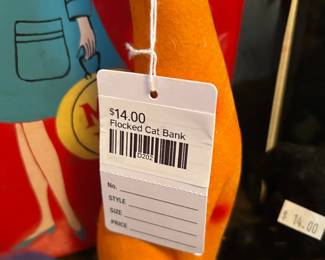 $14.00
Flocked Cat Bank
0202
No.
STYLE
SIZE
PRICE
$ 14.00
M